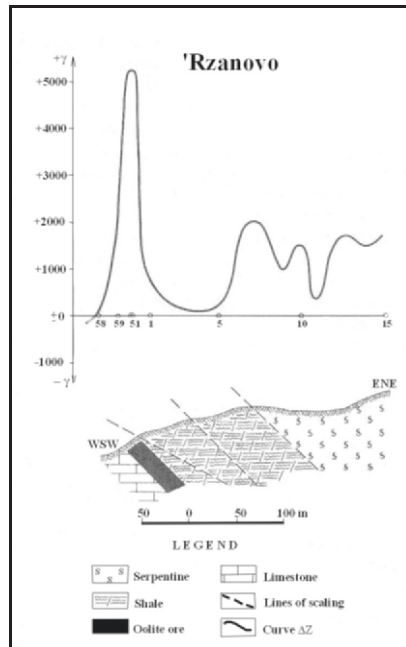 +γ
'Rzanovo
+5000
+4000
+3000
+2000
+1000
±0
58 59 51 1 5 10 15
-1000
-γ
ENE
WSW
50 0 50 100 m
LEGEND
S S S Serpentine
Limestone
Shale
Lines of scaling
Oolite ore
Curve ΔZ